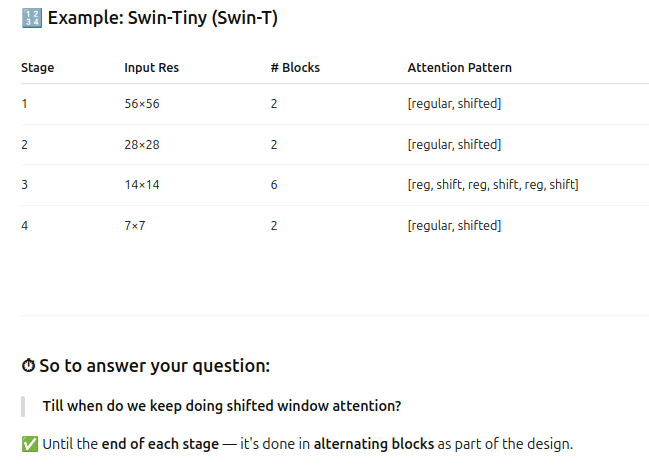 🔢 Example: Swin-Tiny (Swin-T)
Stage Input Res # Blocks Attention Pattern
1 56×56 2 [regular, shifted]
2 28×28 2 [regular, shifted]
3 14×14 6 [reg, shift, reg, shift, reg, shift]
4 7×7 2 [regular, shifted]
⏱ So to answer your question:
Till when do we keep doing shifted window attention?
✅ Until the end of each stage — it's done in alternating blocks as part of the design.